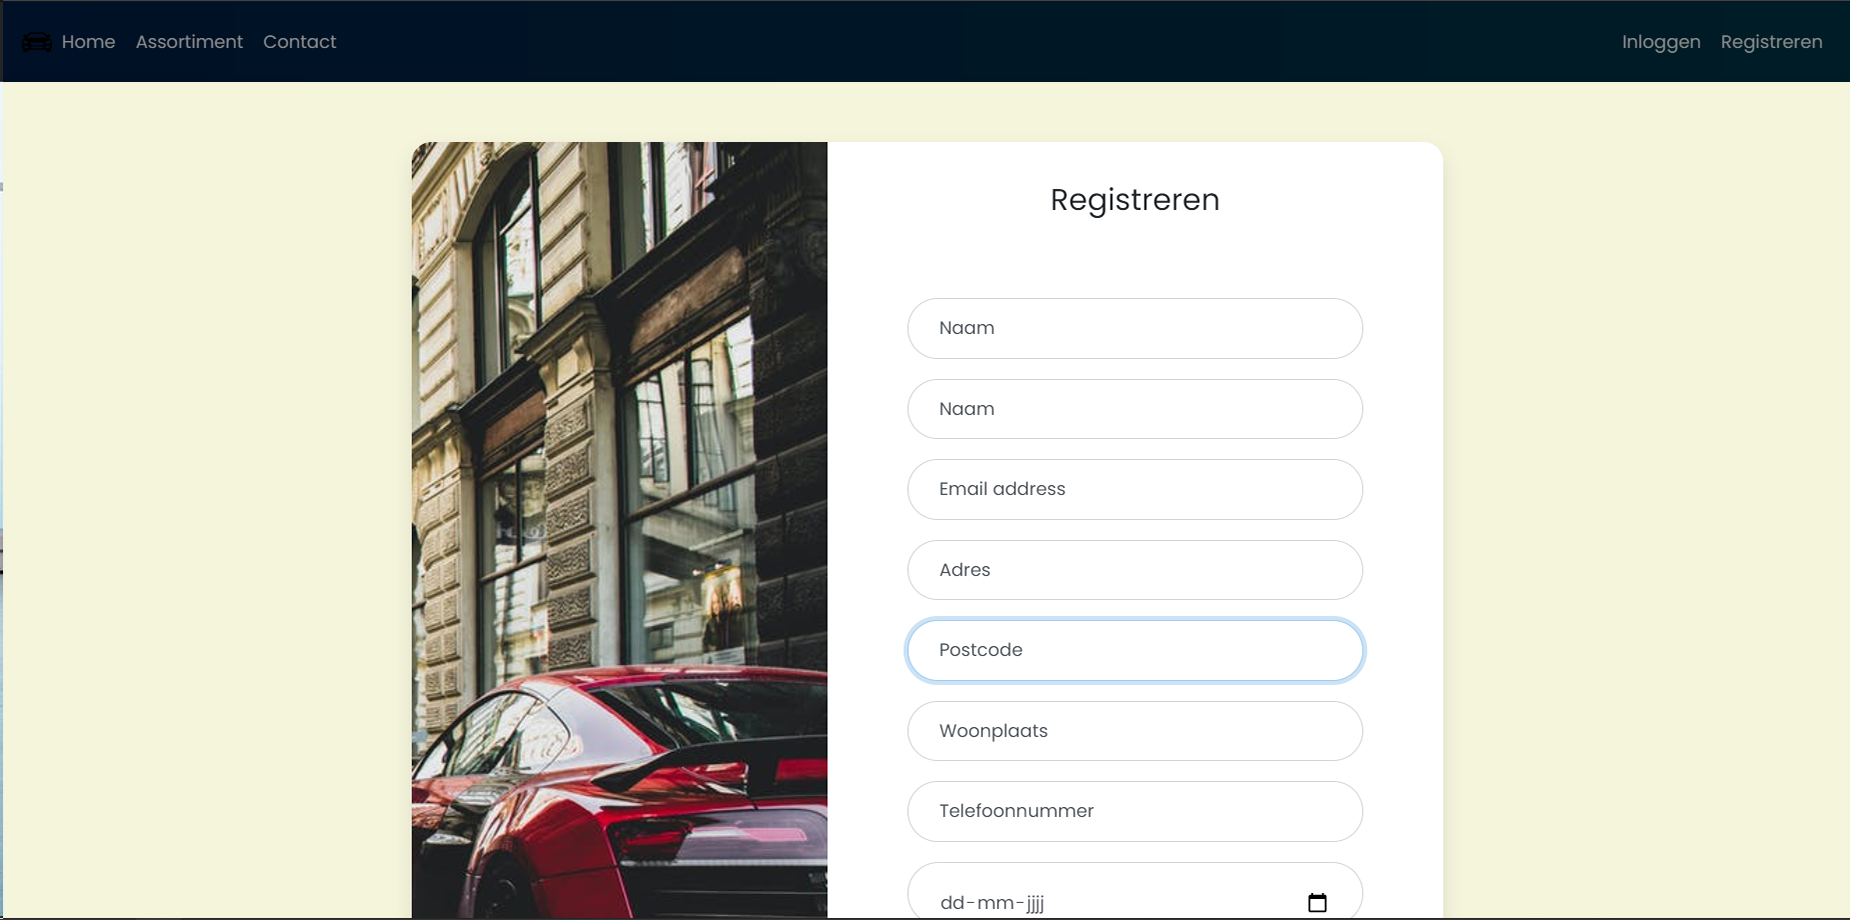 Home Assortiment Contact Inloggen Registreren
Registreren
Naam
Naam
Email address
Adres
Postcode
Woonplaats
Telefoonnummer
dd-mm-jjjj